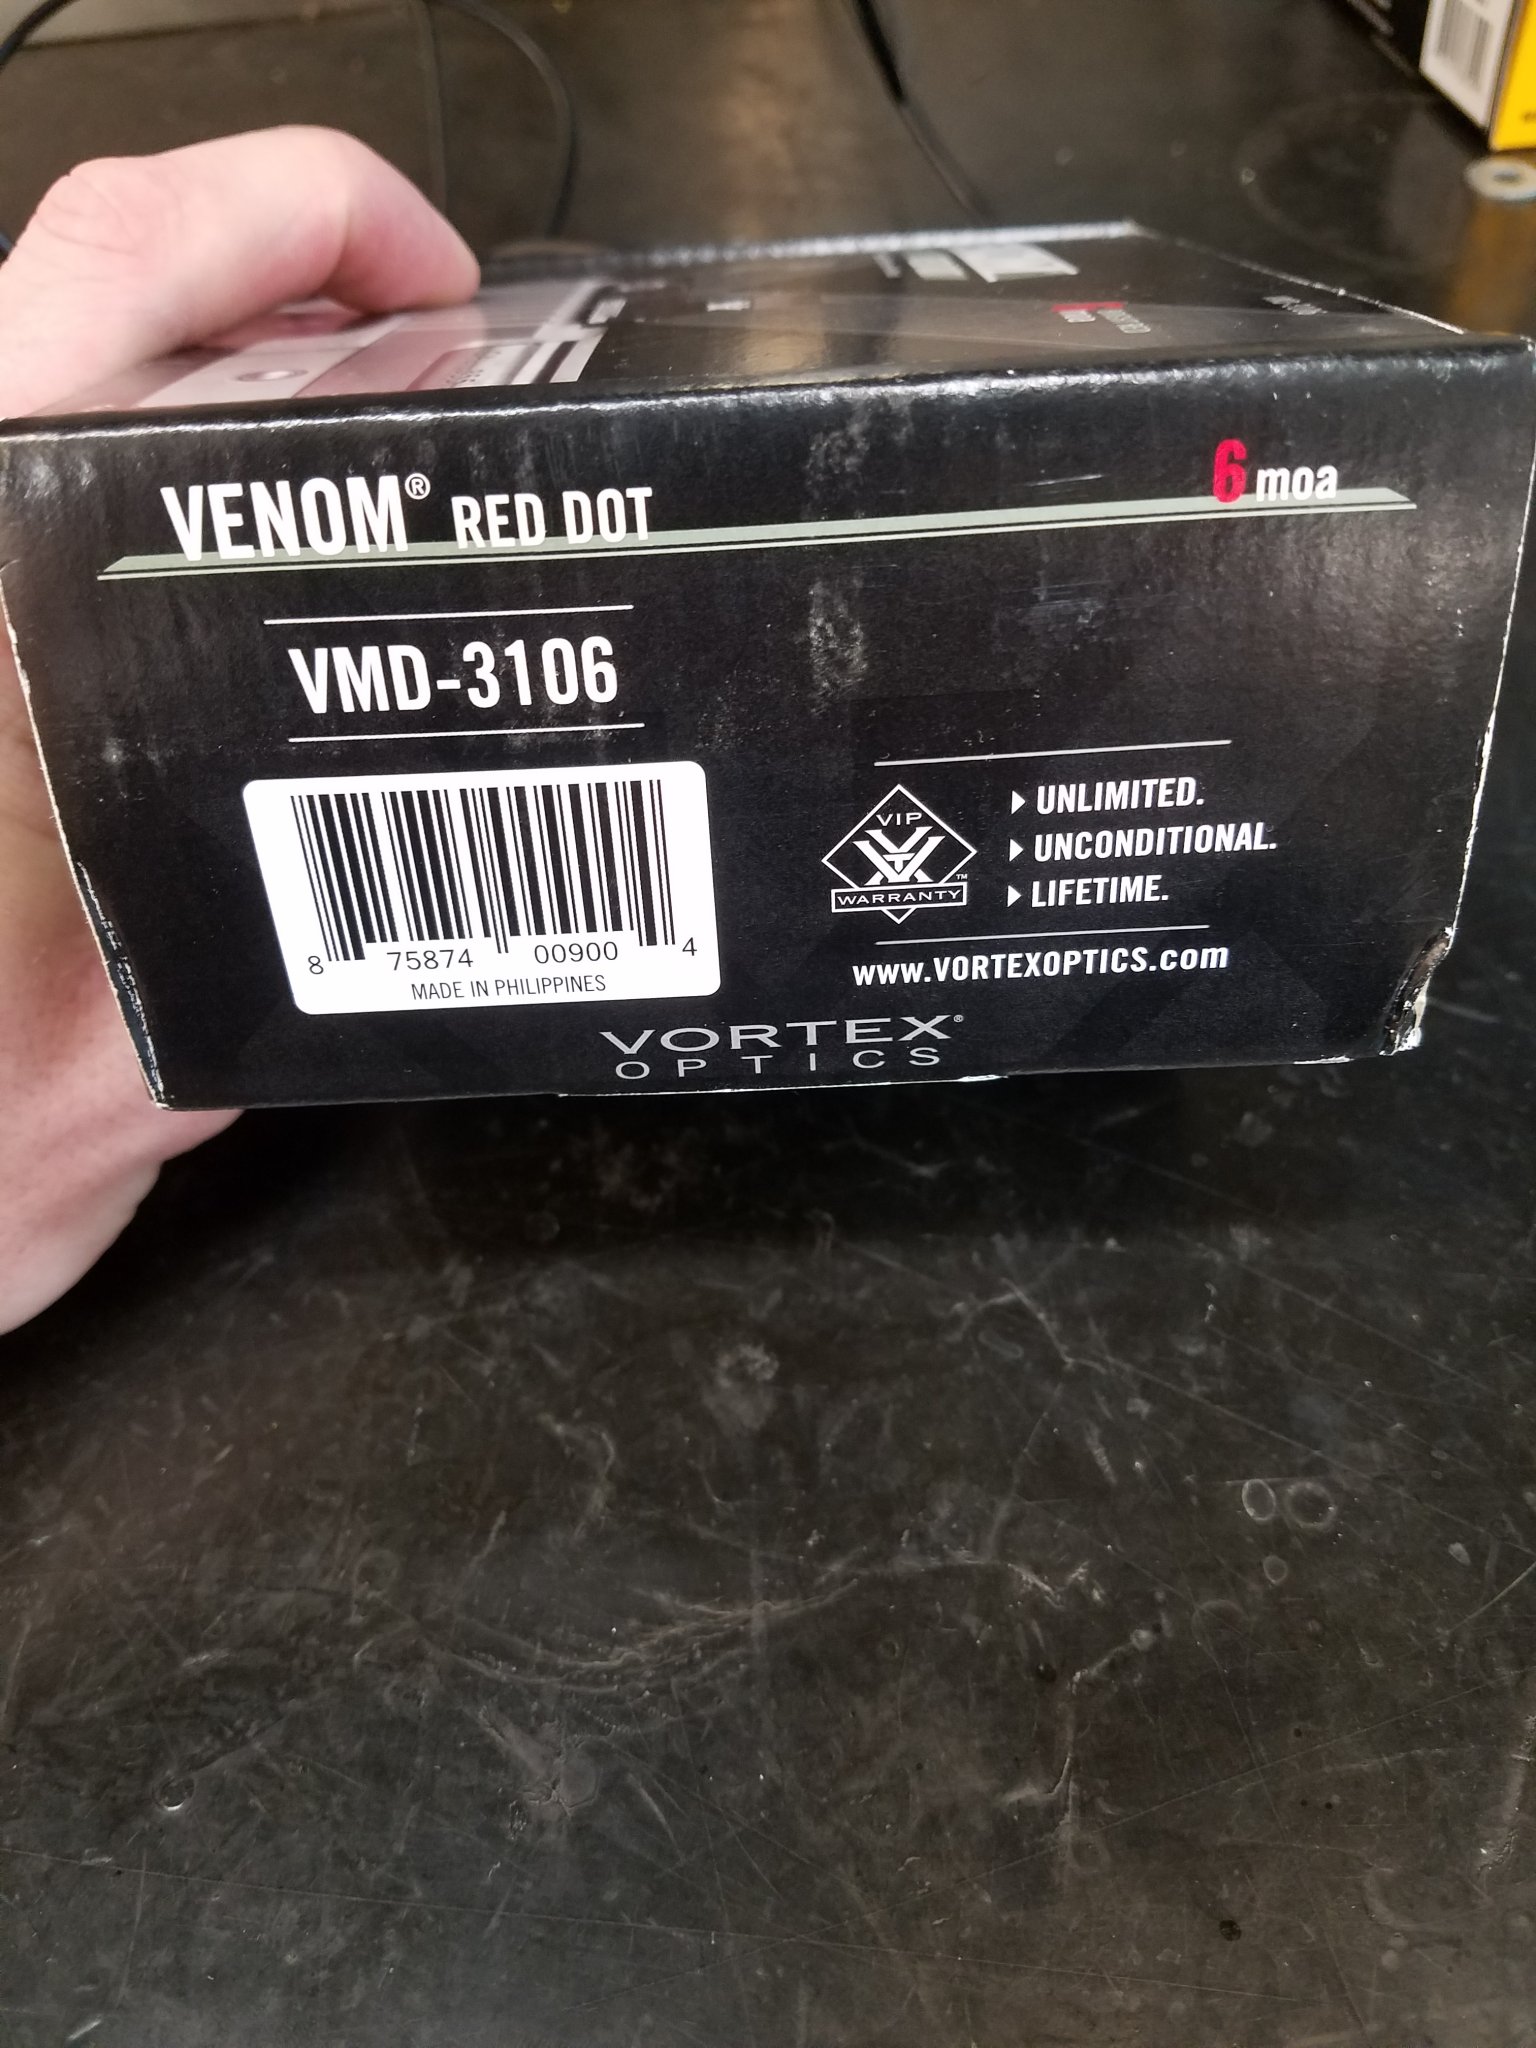 VENOM® RED DOT
6 moa
VMD-3106
8 75874 00900 4
MADE IN PHILIPPINES
VIP
WARRANTY
™
UNLIMITED.
UNCONDITIONAL.
LIFETIME.
www.VORTEXOPTICS.com
VORTEX®
OPTICS